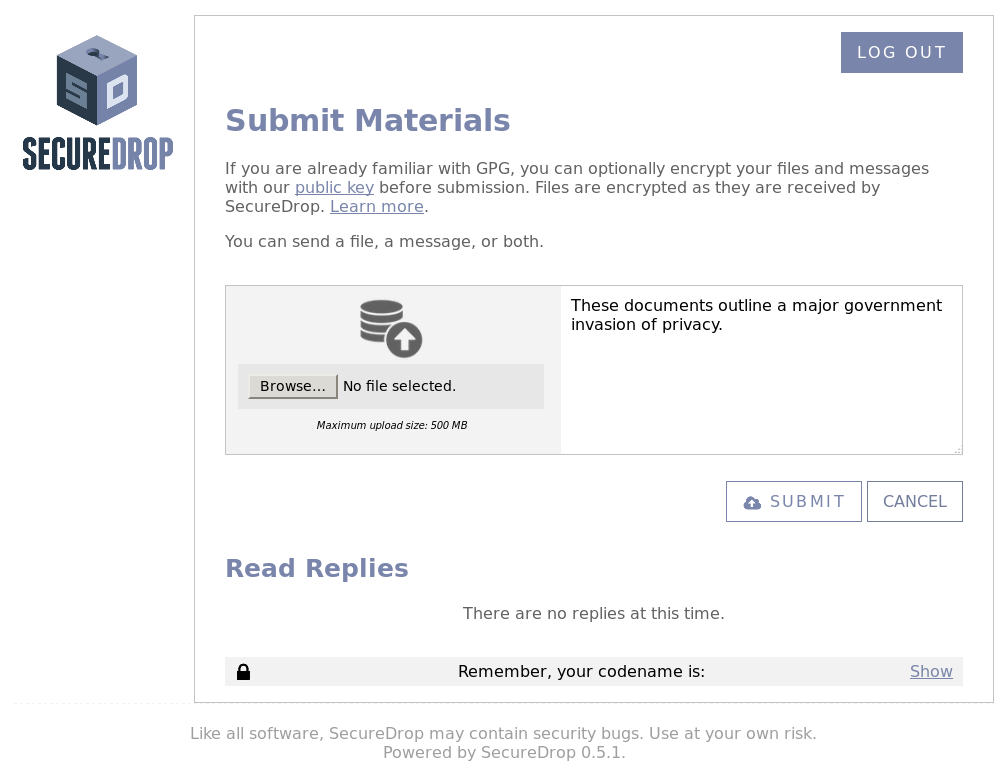 SD
SECUREDROP
LOG OUT
Submit Materials
If you are already familiar with GPG, you can optionally encrypt your files and messages
with our public key before submission. Files are encrypted as they are received by
SecureDrop. Learn more.
You can send a file, a message, or both.
Browse... No file selected.
Maximum upload size: 500 MB
These documents outline a major government
invasion of privacy.
SUBMIT CANCEL
Read Replies
There are no replies at this time.
Remember, your codename is: Show
Like all software, SecureDrop may contain security bugs. Use at your own risk.
Powered by SecureDrop 0.5.1.